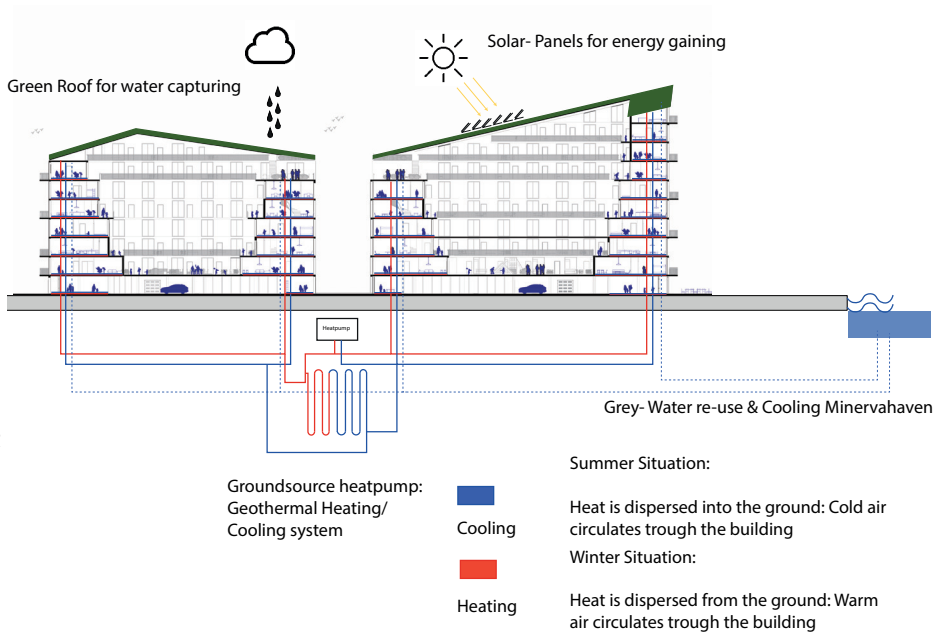 Solar- Panels for energy gaining
Green Roof for water capturing
Heatpump
Grey- Water re-use & Cooling Minervahaven
Groundsource heatpump:
Geothermal Heating/
Cooling system
Cooling
Heating
Summer Situation:
Heat is dispersed into the ground: Cold air
circulates trough the building
Winter Situation:
Heat is dispersed from the ground: Warm
air circulates trough the building